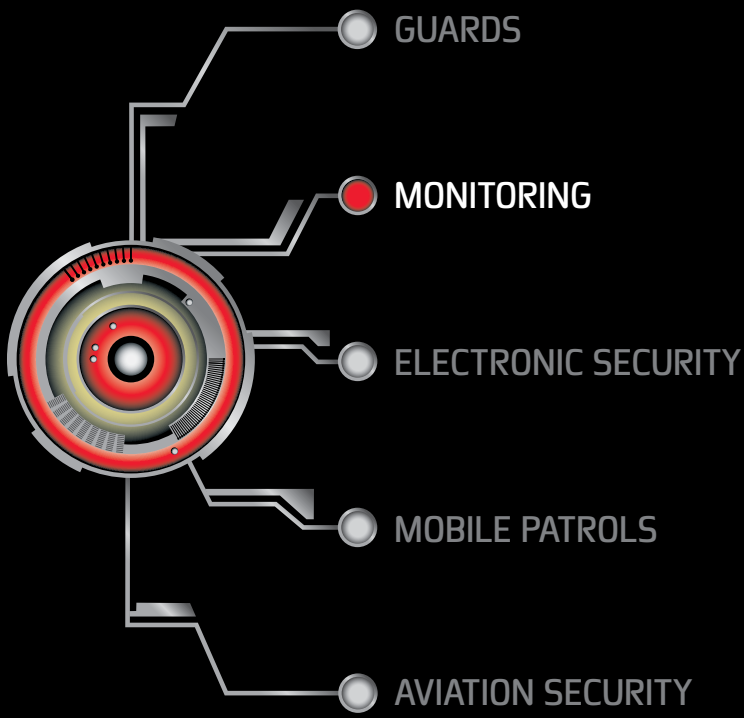 GUARDS
MONITORING
ELECTRONIC SECURITY
MOBILE PATROLS
AVIATION SECURITY